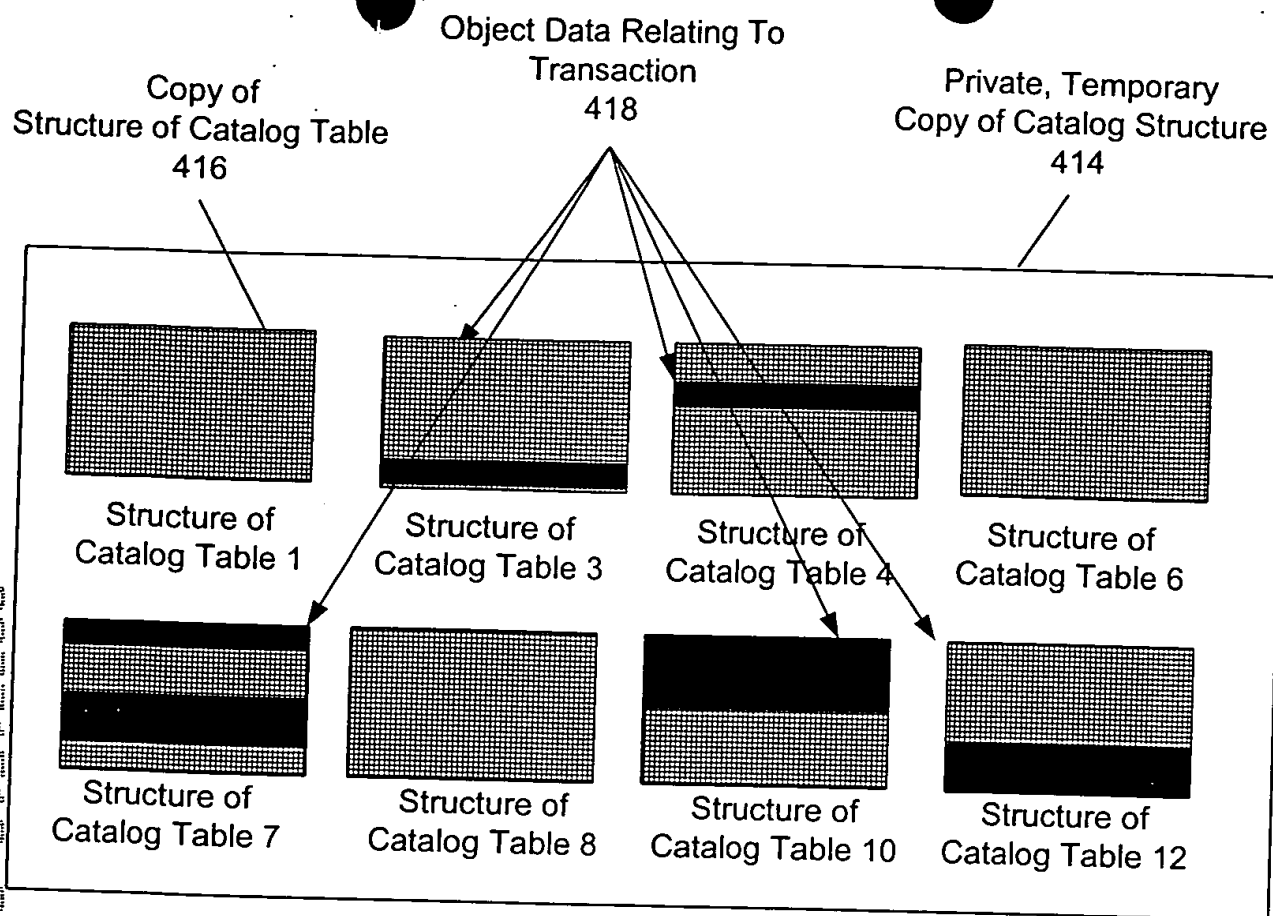 Object Data Relating To
Transaction
418
Copy of
Structure of Catalog Table
416
Private, Temporary
Copy of Catalog Structure
414
Structure of
Catalog Table 1
Structure of
Catalog Table 3
Structure of
Catalog Table 4
Structure of
Catalog Table 6
Structure of
Catalog Table 7
Structure of
Catalog Table 8
Structure of
Catalog Table 10
Structure of
Catalog Table 12